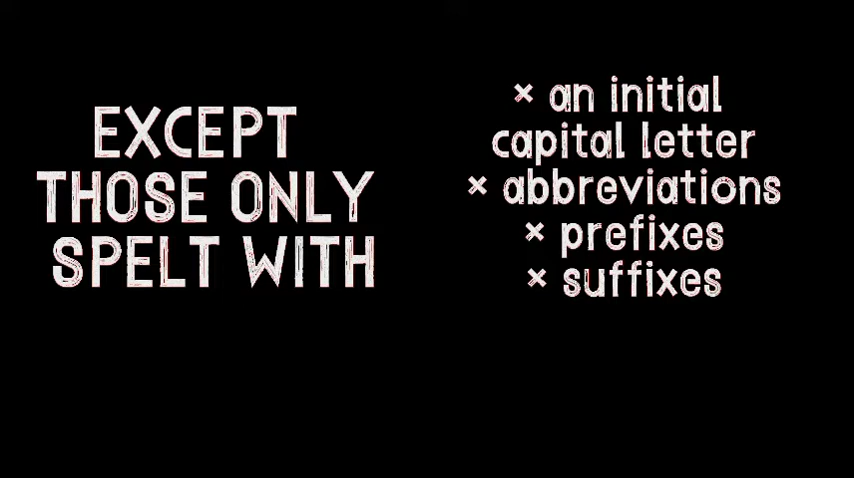 EXCEPT
THOSE ONLY
SPELT WITH
× an initial
capital letter
× abbreviations
× prefixes
× suffixes